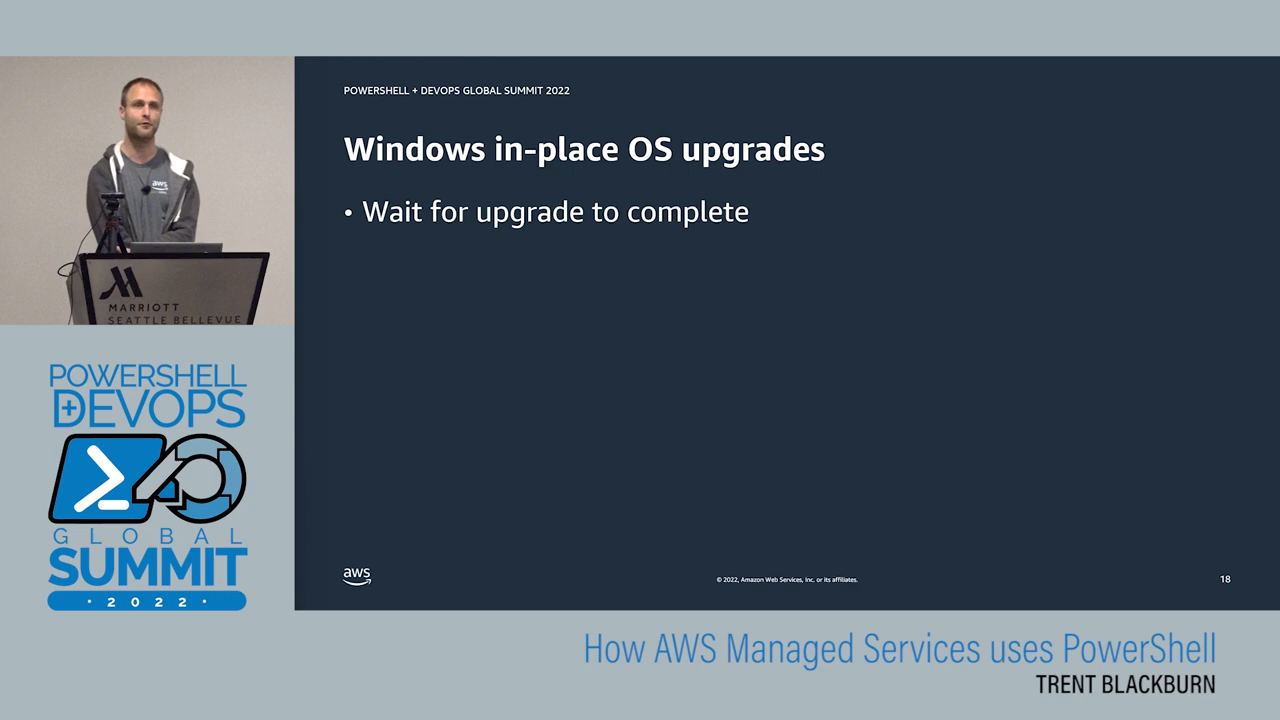 POWERSHELL + DEVOPS GLOBAL SUMMIT 2022
Windows in-place OS upgrades
• Wait for upgrade to complete
aws
© 2022, Amazon Web Services, Inc. or its affiliates.
18
aws
MARRIOTT
SEATTLE BELLEVUE
POWERSHELL
+DEVOPS
GLOBAL
SUMMIT
· 2022 ·
How AWS Managed Services uses PowerShell
TRENT BLACKBURN